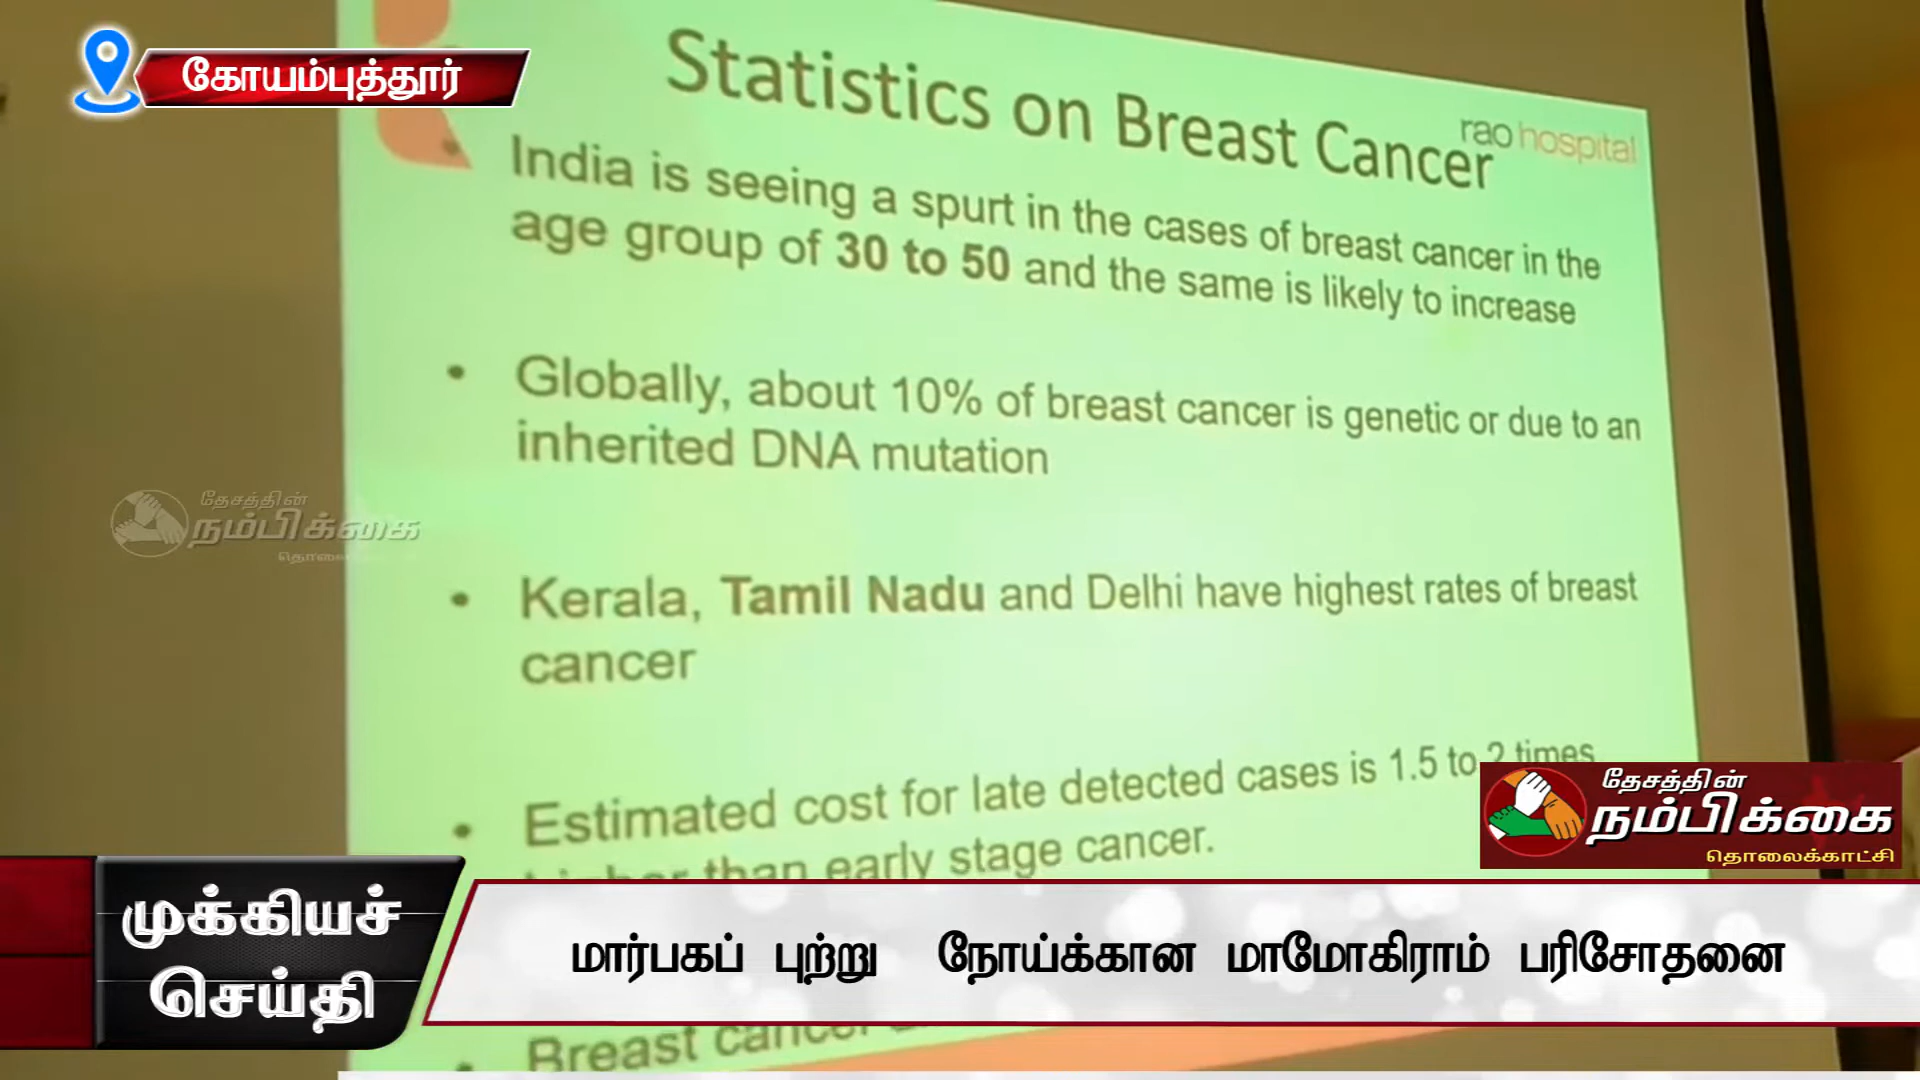 கோயம்புத்தூர்
Statistics on Breast Cancer
rao hospital
• India is seeing a spurt in the cases of breast cancer in the
age group of 30 to 50 and the same is likely to increase
• Globally, about 10% of breast cancer is genetic or due to an
inherited DNA mutation
தேசத்தின்
நம்பிக்கை
• Kerala, Tamil Nadu and Delhi have highest rates of breast
cancer
• Estimated cost for late detected cases is 1.5 to 2 times
higher than early stage cancer.
தேசத்தின்
நம்பிக்கை
தொலைக்காட்சி
முக்கியச்
செய்தி
மார்பகப் புற்று நோய்க்கான மாமோகிராம் பரிசோதனை
• Breast cancer